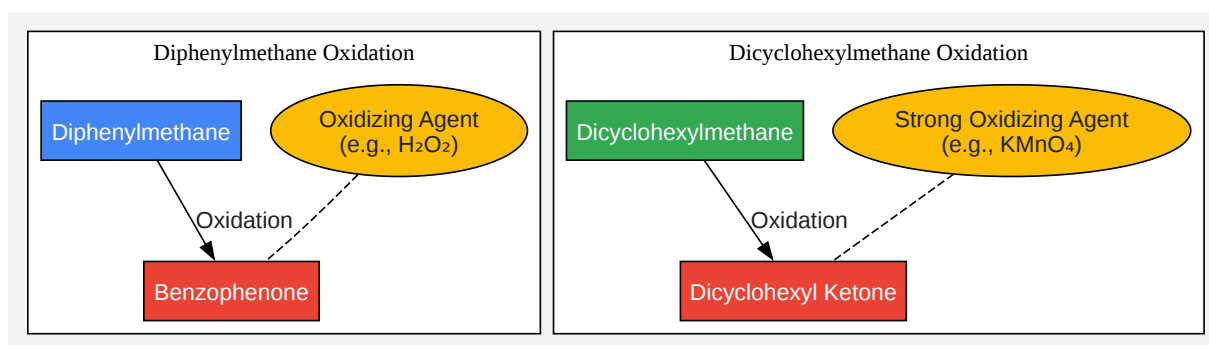 Diphenylmethane Oxidation
Diphenylmethane
Oxidizing Agent
(e.g., H₂O₂)
Oxidation
Benzophenone
Dicyclohexylmethane Oxidation
Dicyclohexylmethane
Strong Oxidizing Agent
(e.g., KMnO₄)
Oxidation
Dicyclohexyl Ketone